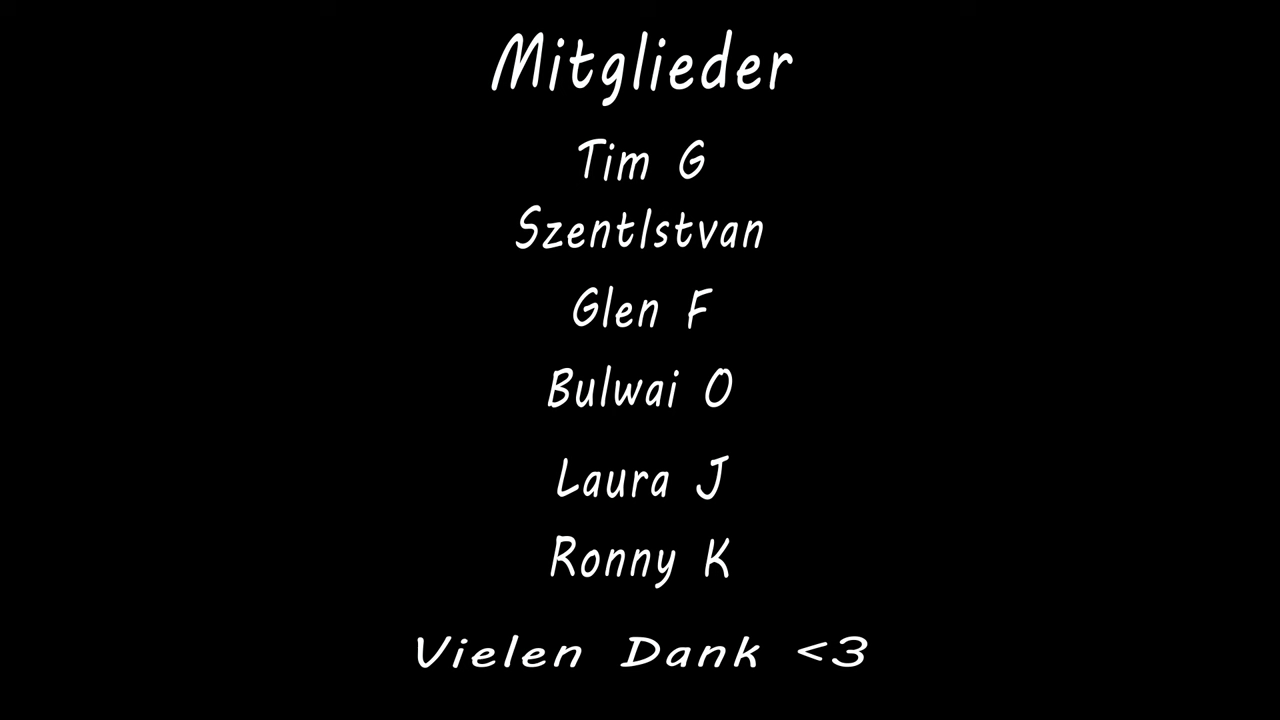 Mitglieder
Tim G
SzentIstvan
Glen F
Bulwai O
Laura J
Ronny K
Vielen Dank <3